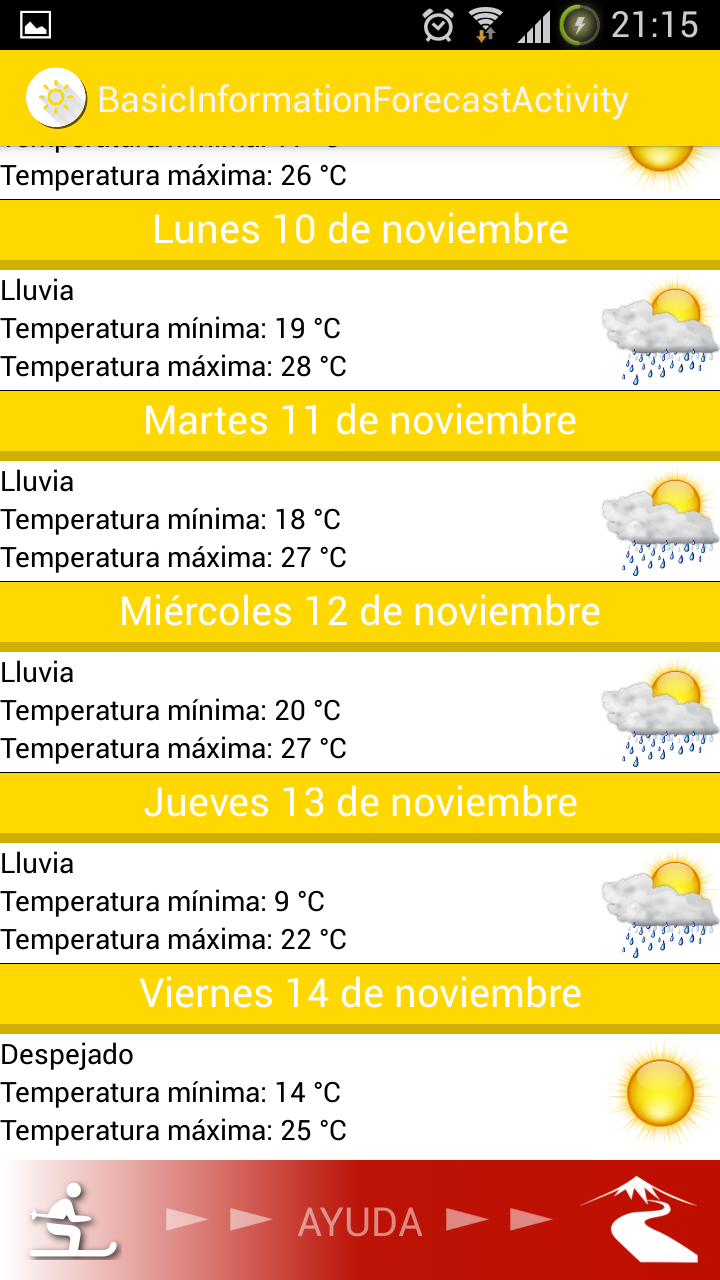 21:15
BasicInformationForecastActivity
Temperatura máxima: 26 °C
Lunes 10 de noviembre
Lluvia
Temperatura mínima: 19 °C
Temperatura máxima: 28 °C
Martes 11 de noviembre
Lluvia
Temperatura mínima: 18 °C
Temperatura máxima: 27 °C
Miércoles 12 de noviembre
Lluvia
Temperatura mínima: 20 °C
Temperatura máxima: 27 °C
Jueves 13 de noviembre
Lluvia
Temperatura mínima: 9 °C
Temperatura máxima: 22 °C
Viernes 14 de noviembre
Despejado
Temperatura mínima: 14 °C
Temperatura máxima: 25 °C
AYUDA